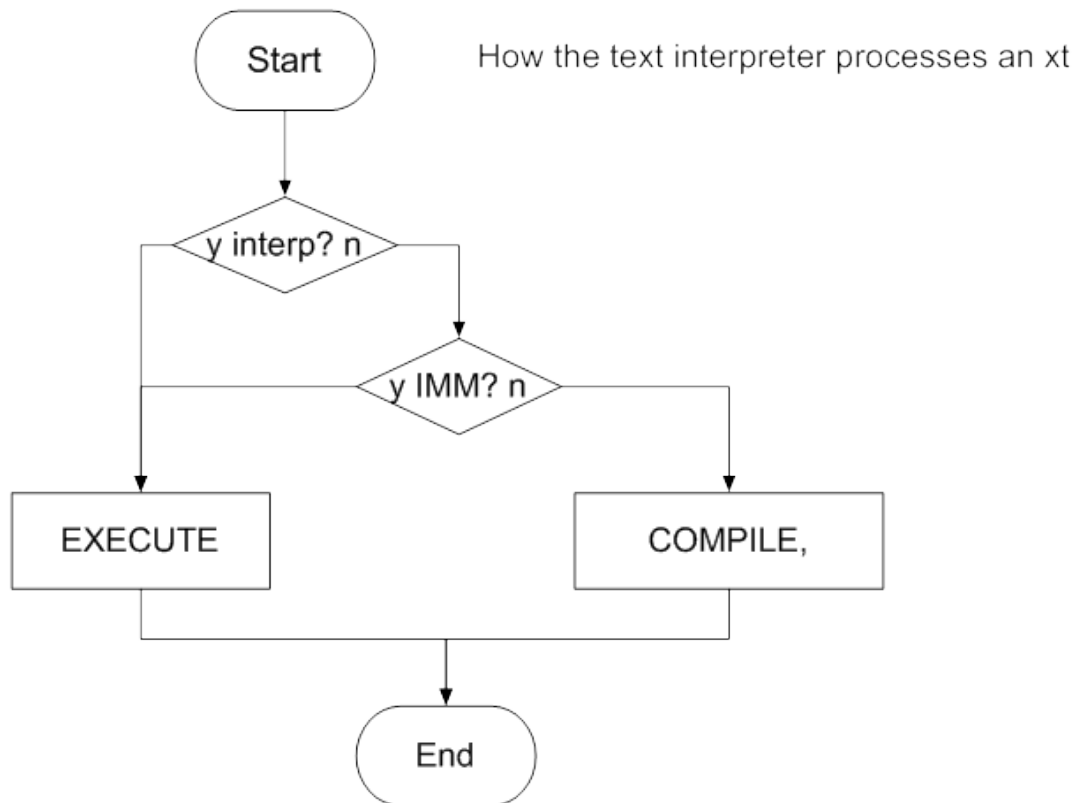 Start
How the text interpreter processes an xt
y interp? n
y IMM? n
EXECUTE
COMPILE,
End